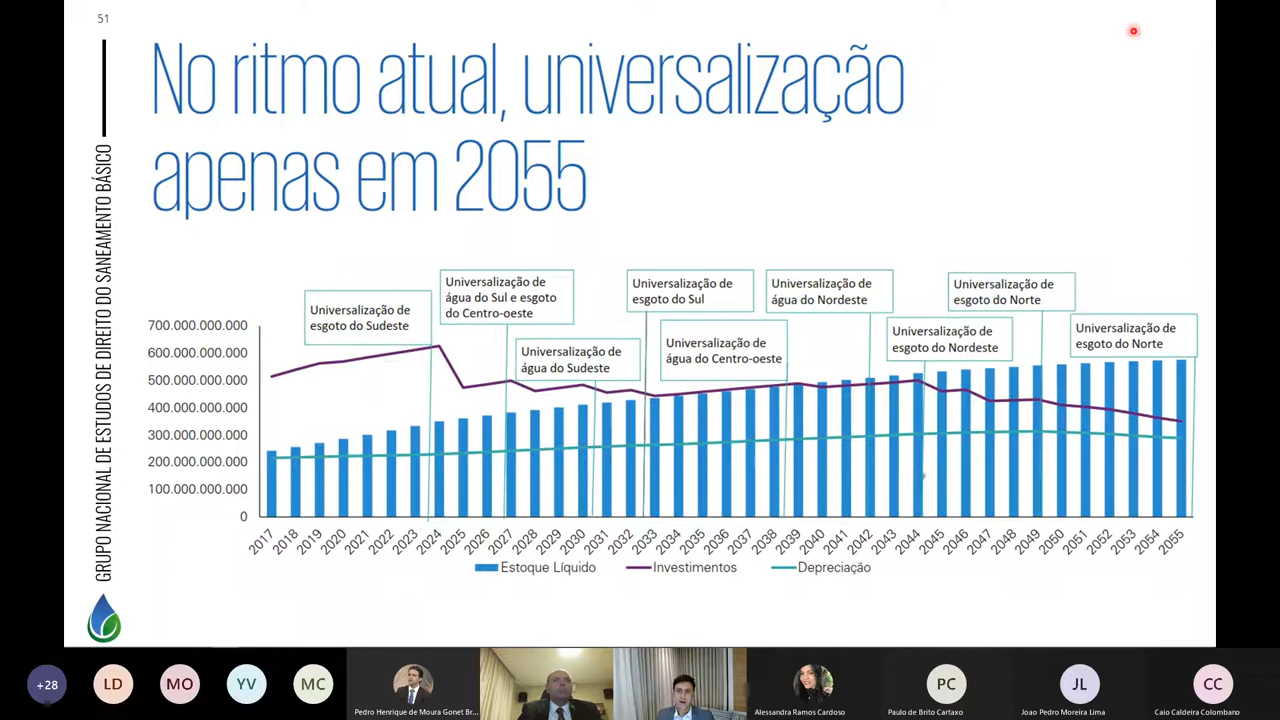 51
GRUPO NACIONAL DE ESTUDOS DE DIREITO DO SANEAMENTO BÁSICO
No ritmo atual, universalização
apenas em 2055
Universalização de
esgoto do Sudeste
Universalização de
água do Sul e esgoto
do Centro-oeste
Universalização de
água do Sudeste
Universalização de
esgoto do Sul
Universalização de
água do Centro-oeste
Universalização de
água do Nordeste
Universalização de
esgoto do Nordeste
Universalização de
esgoto do Norte
Universalização de
esgoto do Norte
700.000.000.000
600.000.000.000
500.000.000.000
400.000.000.000
300.000.000.000
200.000.000.000
100.000.000.000
0
2017 2018 2019 2020 2021 2022 2023 2024 2025 2026 2027 2028 2029 2030 2031 2032 2033 2034 2035 2036 2037 2038 2039 2040 2041 2042 2043 2044 2045 2046 2047 2048 2049 2050 2051 2052 2053 2054 2055
Estoque Líquido Investimentos Depreciação
+28 LD MO YV MC PC JL CC
Pedro Henrique de Moura Gonet Br... Alessandra Ramos Cardoso Paulo de Brito Cartaxo Joao Pedro Moreira Lima Caio Caldeira Colombano